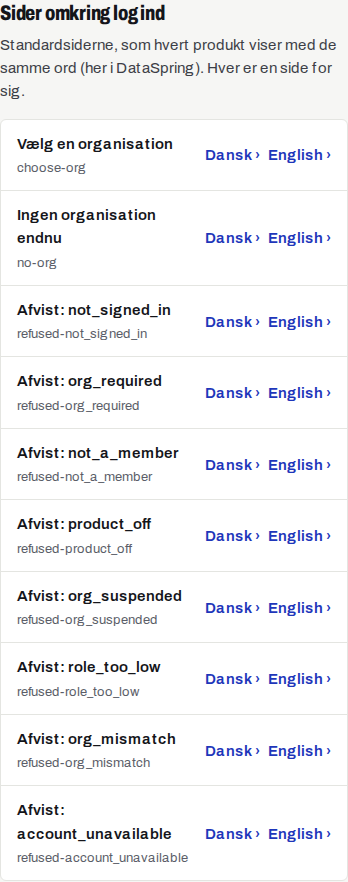 Sider omkring log ind
Standardsiderne, som hvert produkt viser med de
samme ord (her i DataSpring). Hver er en side for
sig.
Vælg en organisation
choose-org
Dansk › English ›
Ingen organisation
endnu
no-org
Dansk › English ›
Afvist: not_signed_in
refused-not_signed_in
Dansk › English ›
Afvist: org_required
refused-org_required
Dansk › English ›
Afvist: not_a_member
refused-not_a_member
Dansk › English ›
Afvist: product_off
refused-product_off
Dansk › English ›
Afvist: org_suspended
refused-org_suspended
Dansk › English ›
Afvist: role_too_low
refused-role_too_low
Dansk › English ›
Afvist: org_mismatch
refused-org_mismatch
Dansk › English ›
Afvist:
account_unavailable
refused-account_unavailable
Dansk › English ›